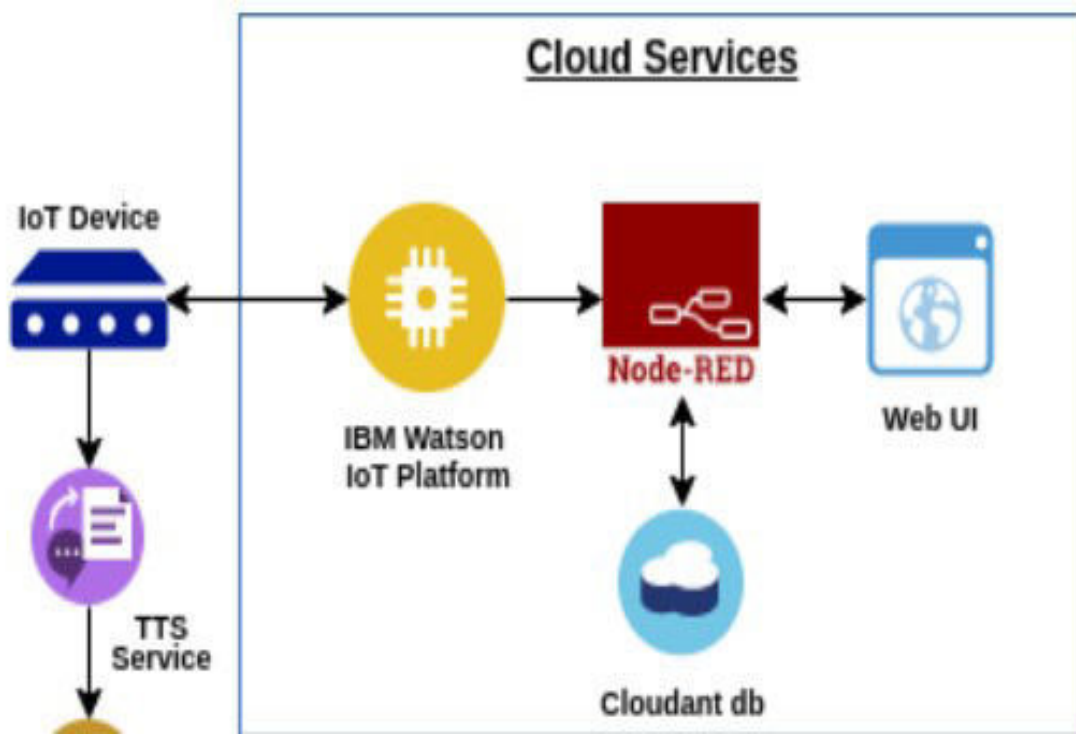 Cloud Services
IoT Device
Node-RED
IBM Watson
IoT Platform
Web UI
TTS
Service
Cloudant db